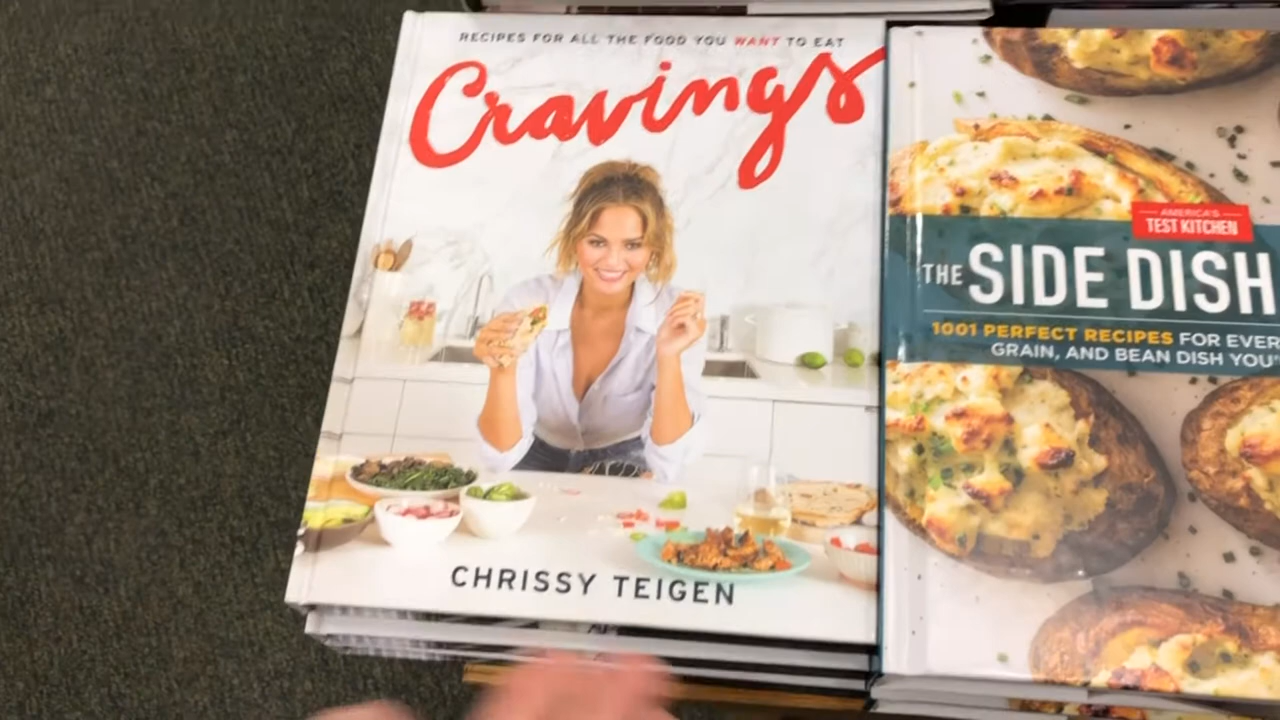 RECIPES FOR ALL THE FOOD YOU WANT TO EAT
Cravings
CHRISSY TEIGEN
AMERICA'S
TEST KITCHEN
THE SIDE DISH
1001 PERFECT RECIPES FOR EVER
GRAIN, AND BEAN DISH YOU'